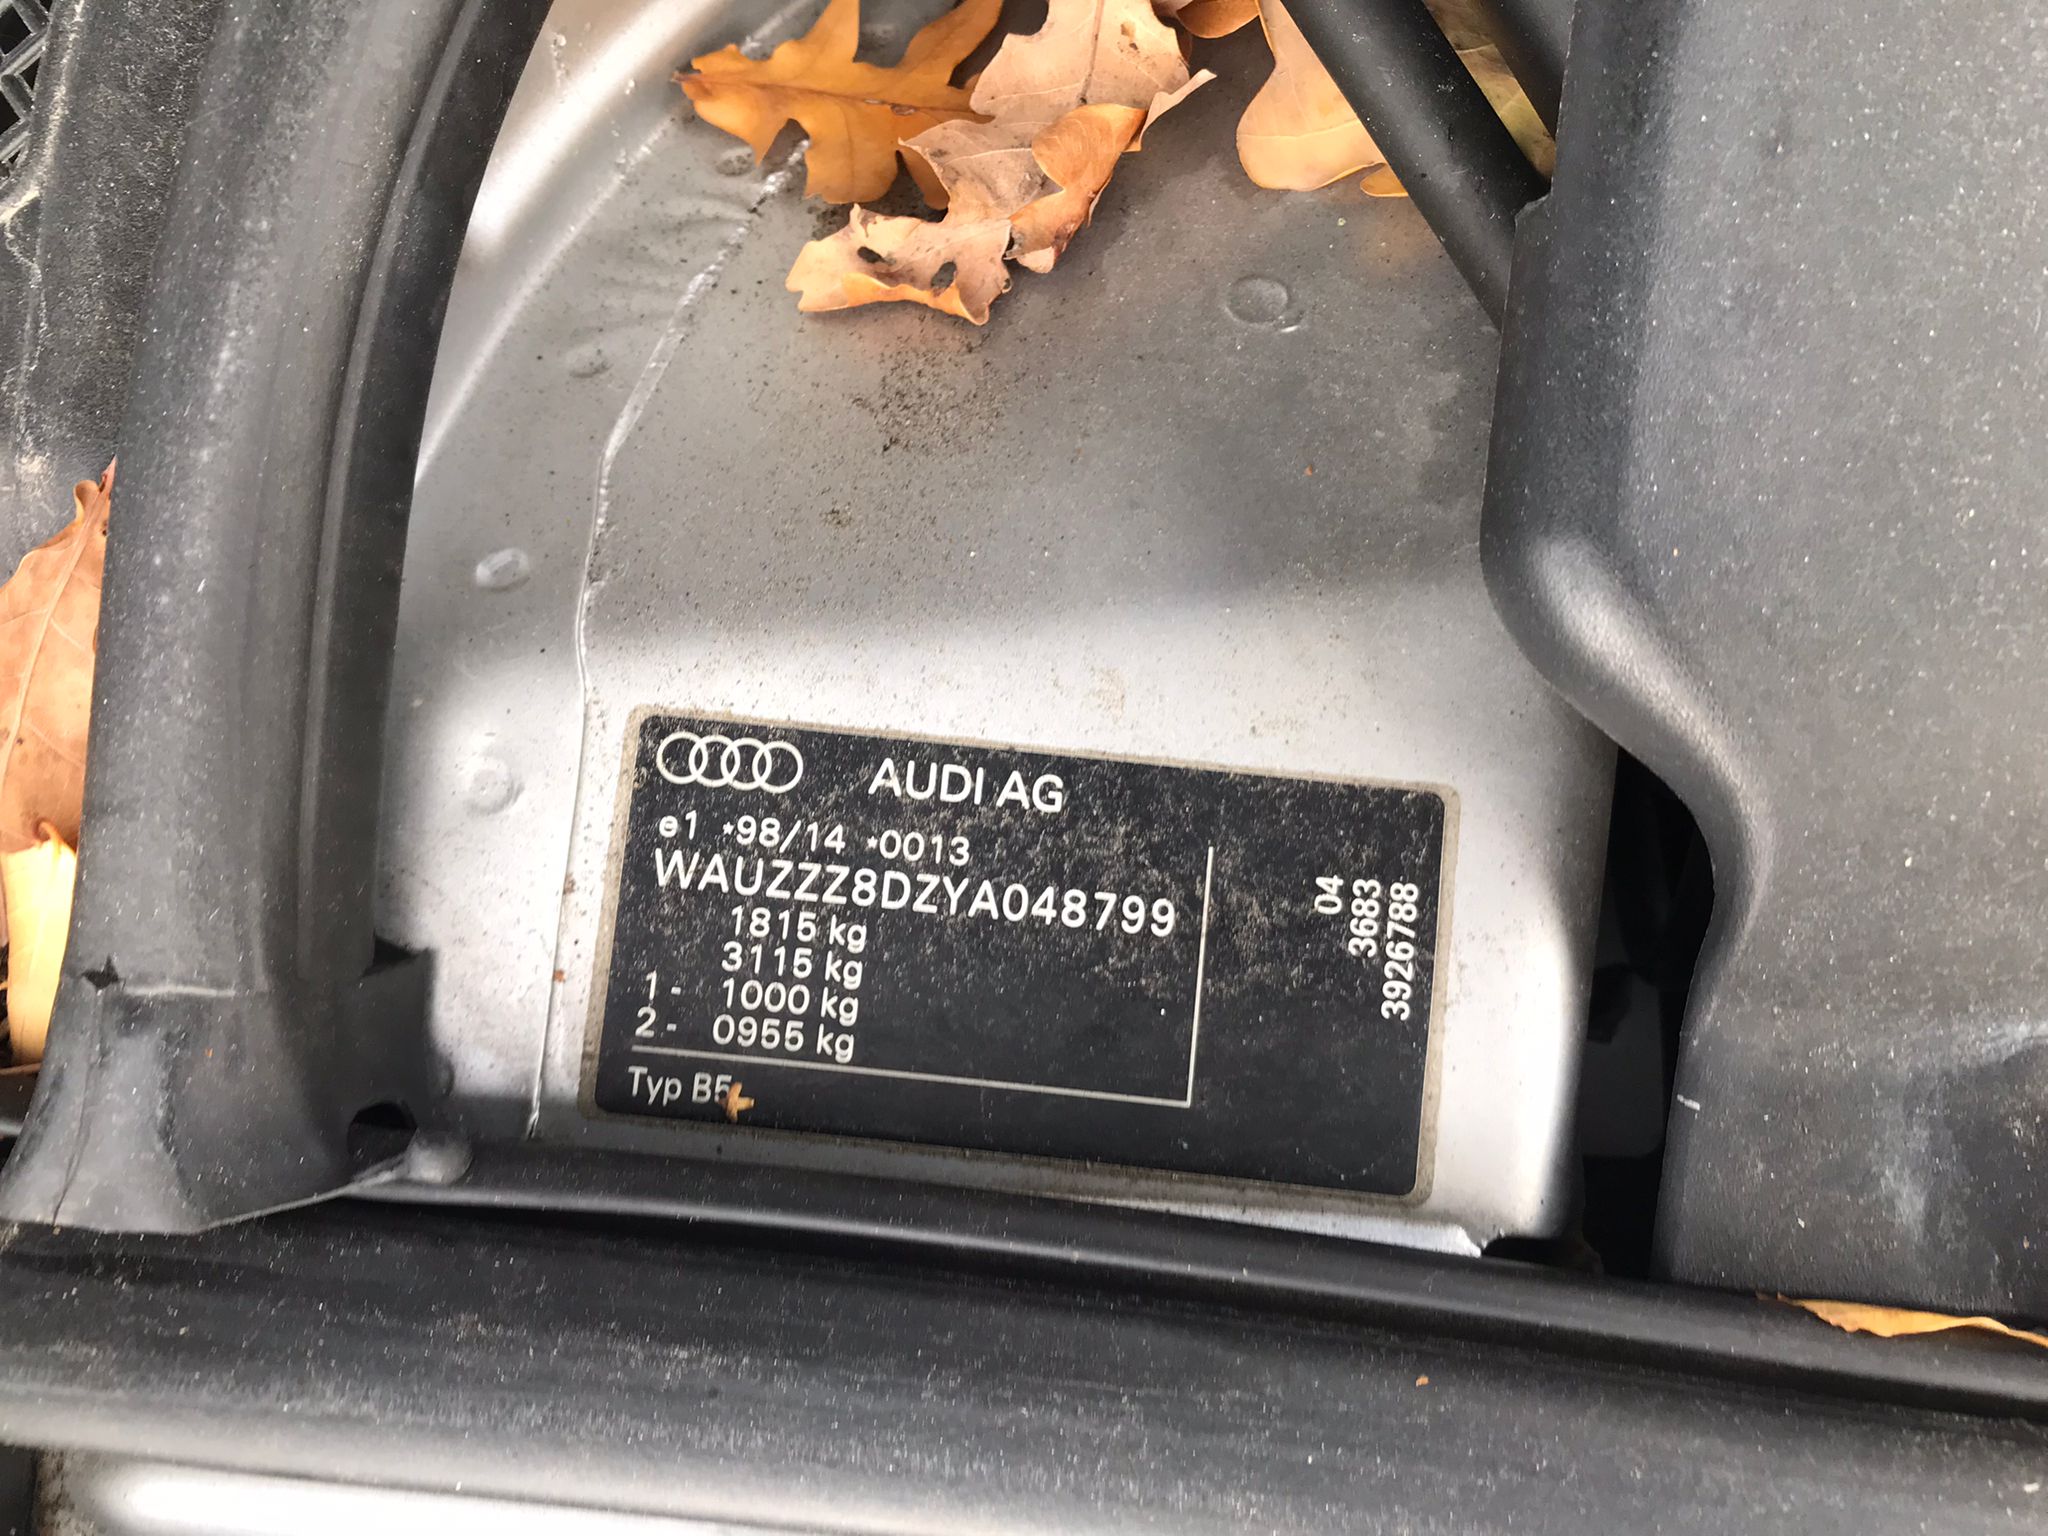 AUDI AG
e1 *98/14 *0013
WAUZZZ8DZYA048799
1815 kg
3115 kg
1- 1000 kg
2- 0955 kg
Typ B5
04
3683
3926788